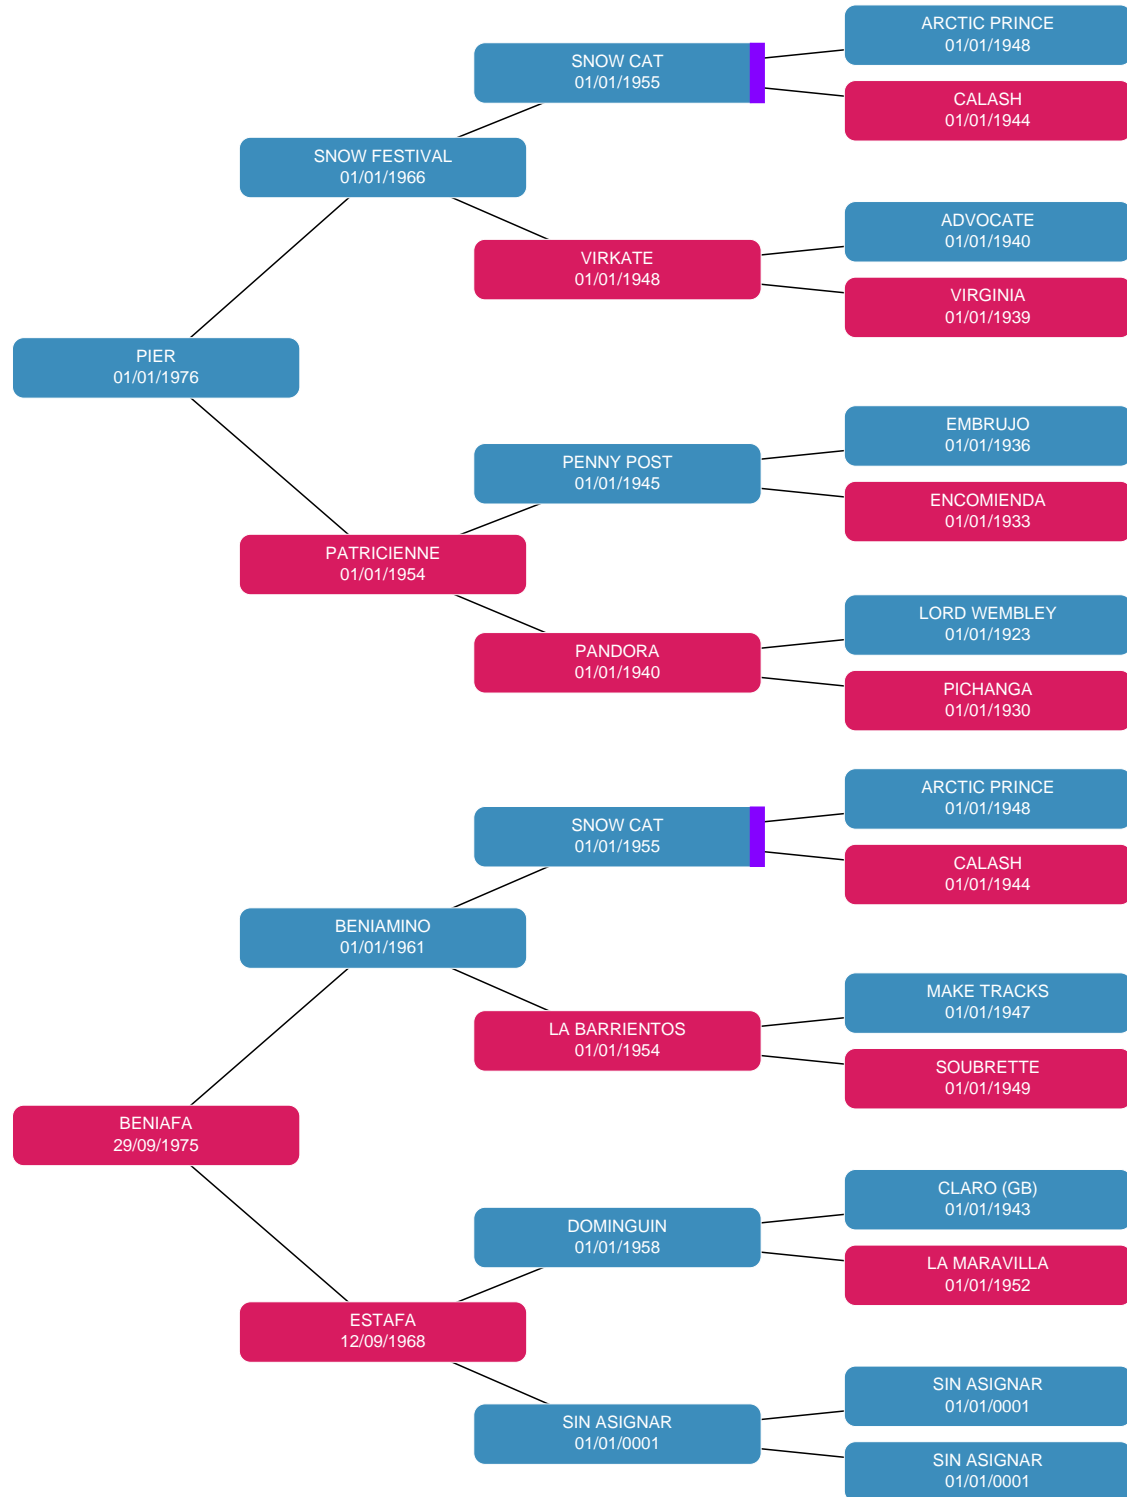 ARCTIC PRINCE
01/01/1948
SNOW CAT
01/01/1955
CALASH
01/01/1944
SNOW FESTIVAL
01/01/1966
ADVOCATE
01/01/1940
VIRKATE
01/01/1948
VIRGINIA
01/01/1939
PIER
01/01/1976
EMBRUJO
01/01/1936
PENNY POST
01/01/1945
ENCOMIENDA
01/01/1933
PATRICIENNE
01/01/1954
LORD WEMBLEY
01/01/1923
PANDORA
01/01/1940
PICHANGA
01/01/1930
ARCTIC PRINCE
01/01/1948
SNOW CAT
01/01/1955
CALASH
01/01/1944
BENIAMINO
01/01/1961
MAKE TRACKS
01/01/1947
LA BARRIENTOS
01/01/1954
SOUBRETTE
01/01/1949
BENIAFA
29/09/1975
CLARO (GB)
01/01/1943
DOMINGUIN
01/01/1958
LA MARAVILLA
01/01/1952
ESTAFA
12/09/1968
SIN ASIGNAR
01/01/0001
SIN ASIGNAR
01/01/0001
SIN ASIGNAR
01/01/0001